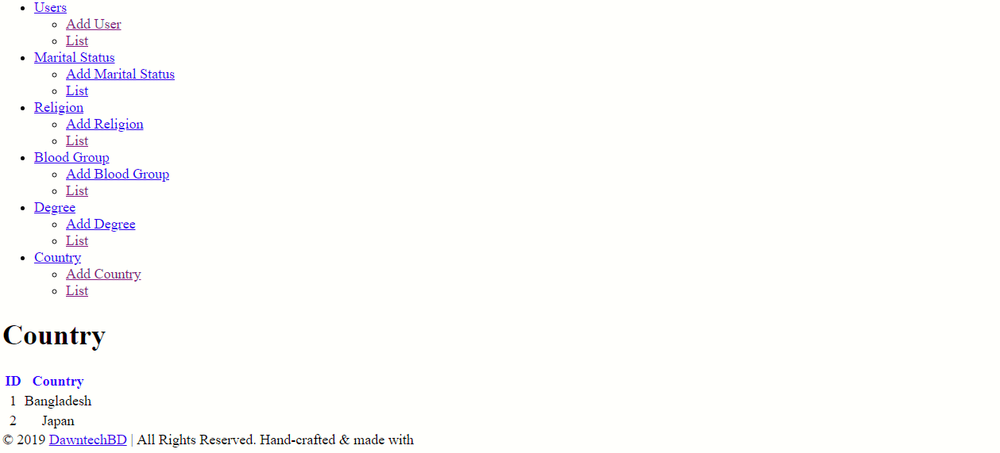 Users
Add User
List
Marital Status
Add Marital Status
List
Religion
Add Religion
List
Blood Group
Add Blood Group
List
Degree
Add Degree
List
Country
Add Country
List
Country
ID Country
1 Bangladesh
2 Japan
© 2019 DawntechBD | All Rights Reserved. Hand-crafted & made with